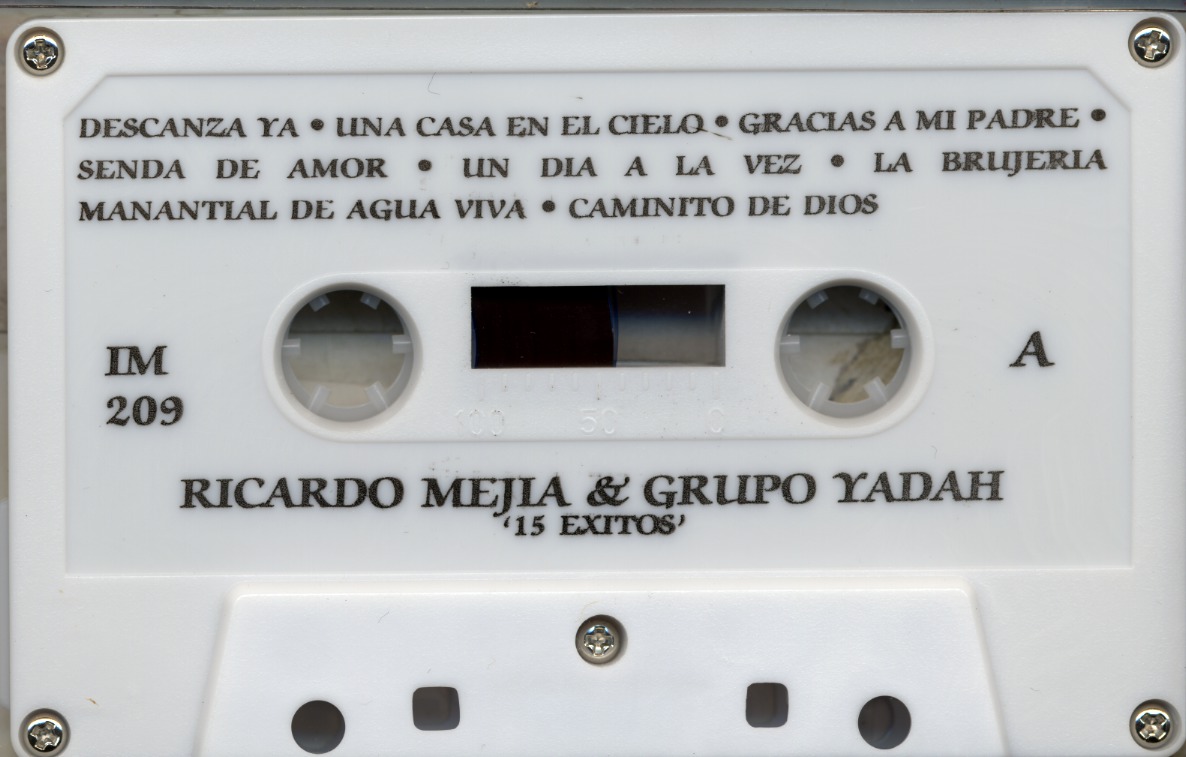 DESCANZA YA • UNA CASA EN EL CIELO • GRACIAS A MI PADRE •
SENDA DE AMOR • UN DIA A LA VEZ • LA BRUJERIA
MANANTIAL DE AGUA VIVA • CAMINITO DE DIOS
IM
209
A
100 50 0
RICARDO MEJIA & GRUPO YADAH
‘15 EXITOS’